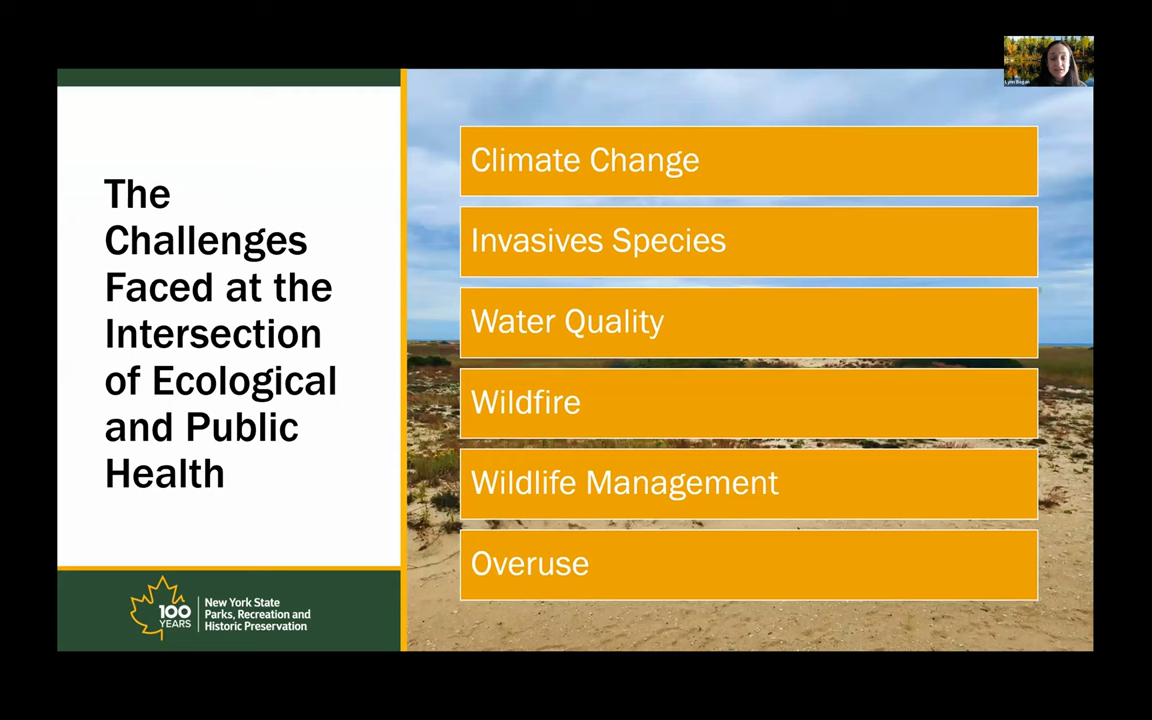 The
Challenges
Faced at the
Intersection
of Ecological
and Public
Health
Climate Change
Invasives Species
Water Quality
Wildfire
Wildlife Management
Overuse
100
YEARS
New York State
Parks, Recreation and
Historic Preservation